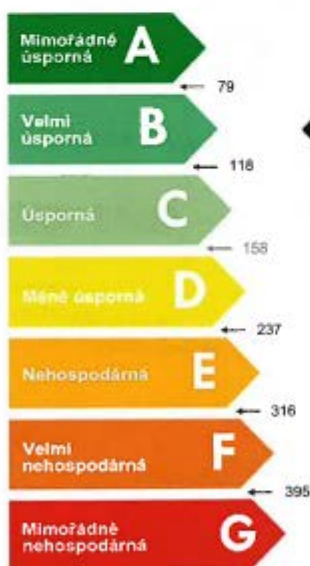 Mimořádně
úsporná A
79
Velmi
úsporná B
118
Úsporná C
158
Méně úsporná D
237
Nehospodárná E
316
Velmi
nehospodárná F
395
Mimořádně
nehospodárná G